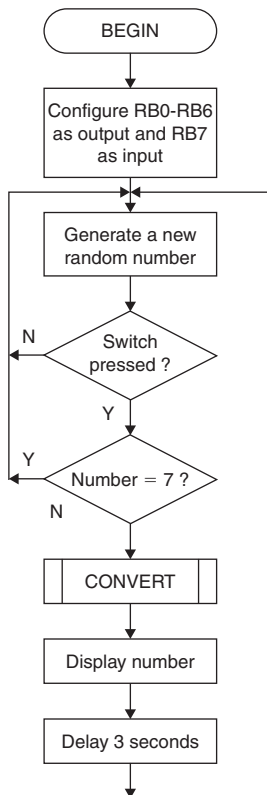 BEGIN
Configure RB0-RB6
as output and RB7
as input
Generate a new
random number
N
Switch
pressed ?
Y
Y
Number = 7 ?
N
CONVERT
Display number
Delay 3 seconds